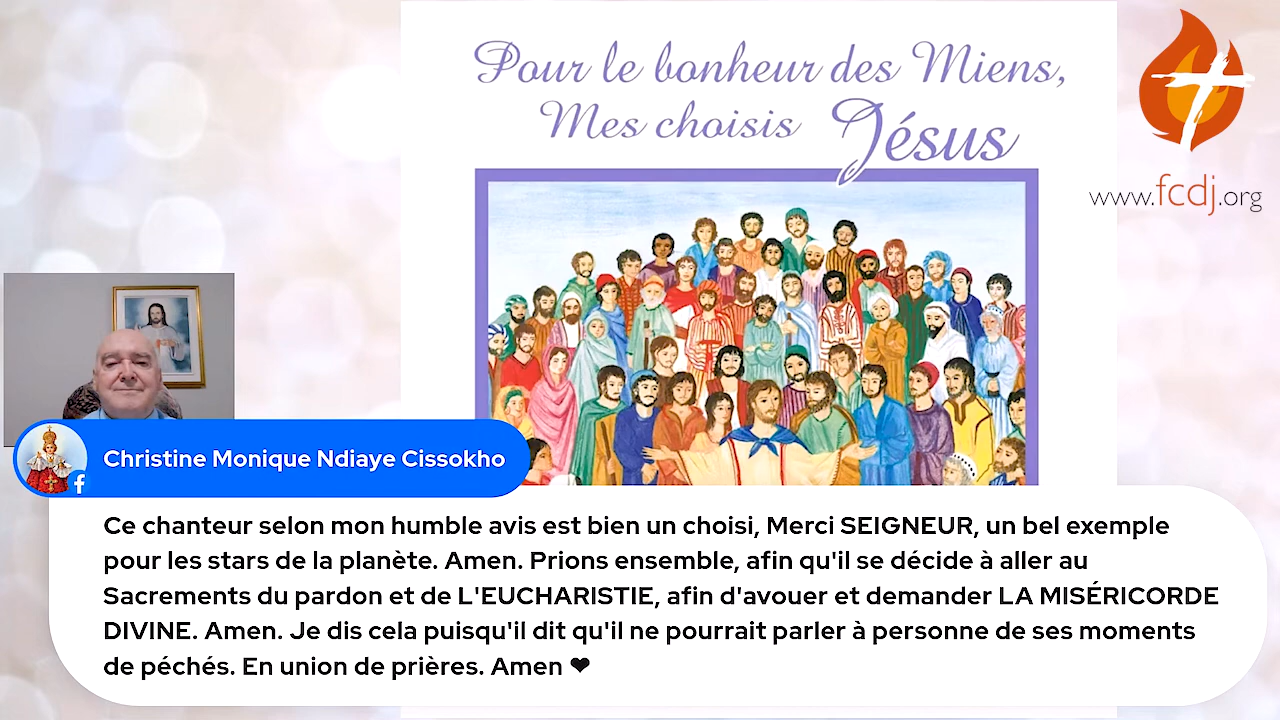 Pour le bonheur des Miens,
Mes choisis Jésus
www.fcdj.org
Christine Monique Ndiaye Cissokho
Ce chanteur selon mon humble avis est bien un choisi, Merci SEIGNEUR, un bel exemple
pour les stars de la planète. Amen. Prions ensemble, afin qu'il se décide à aller au
Sacrements du pardon et de L'EUCHARISTIE, afin d'avouer et demander LA MISÉRICORDE
DIVINE. Amen. Je dis cela puisqu'il dit qu'il ne pourrait parler à personne de ses moments
de péchés. En union de prières. Amen ❤